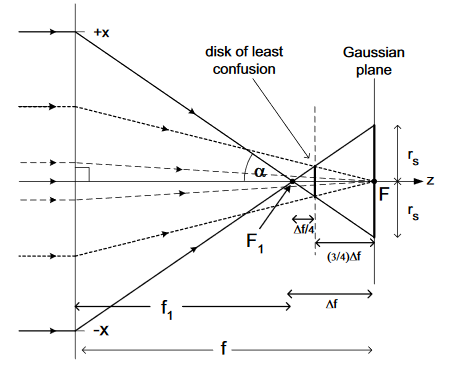 +x
disk of least
confusion
Gaussian
plane
α
r_s
z
F
F_1
r_s
Δf/4
(3/4)Δf
Δf
f_1
-x
f